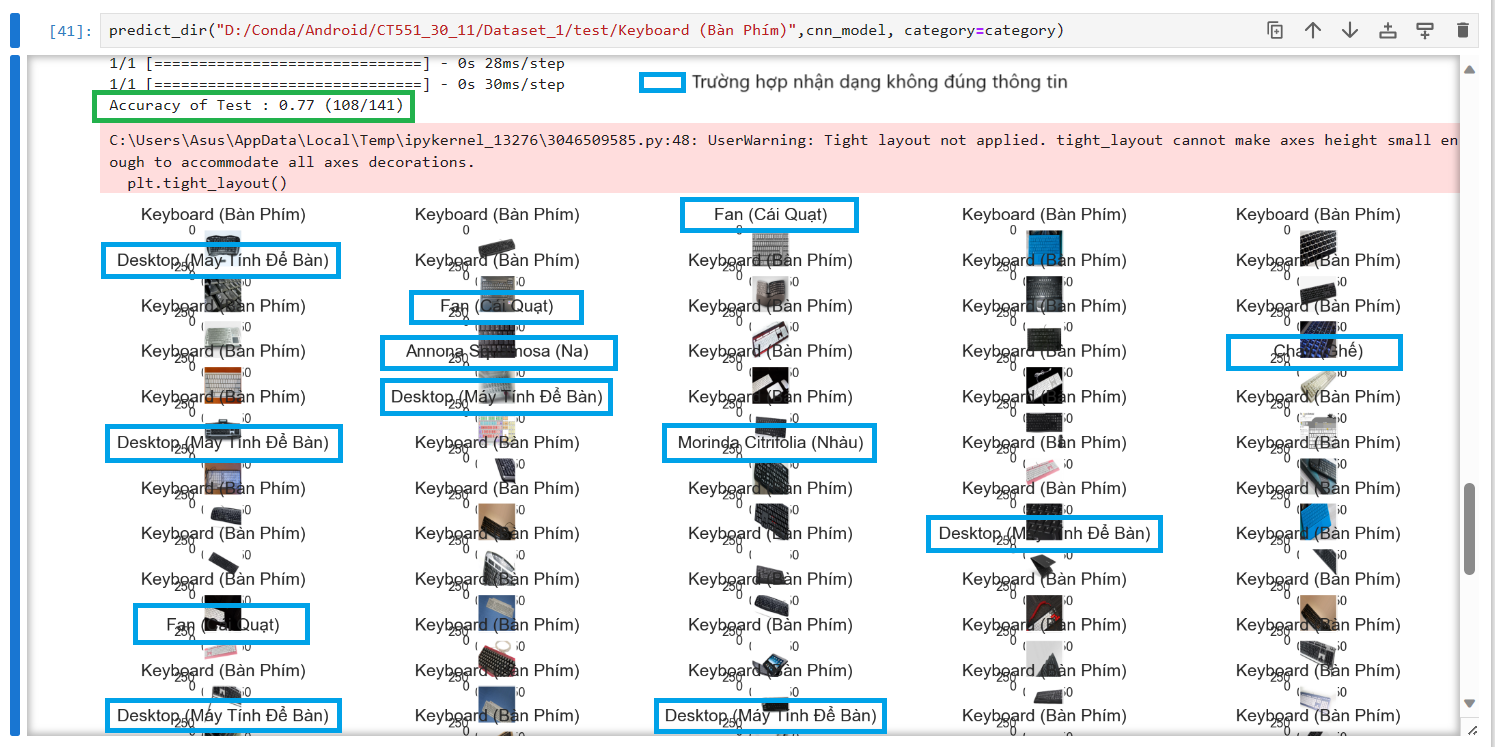 [41]: predict_dir("D:/Conda/Android/CT551_30_11/Dataset_1/test/Keyboard (Bàn Phím)",cnn_model, category=category)
1/1 [==============================] - 0s 28ms/step
1/1 [==============================] - 0s 30ms/step
Trường hợp nhận dạng không đúng thông tin
Accuracy of Test : 0.77 (108/141)
C:\Users\Asus\AppData\Local\Temp\ipykernel_13276\3046509585.py:48: UserWarning: Tight layout not applied. tight_layout cannot make axes height small en
ough to accommodate all axes decorations.
plt.tight_layout()
Keyboard (Bàn Phím) Keyboard (Bàn Phím) Fan (Cái Quạt) Keyboard (Bàn Phím) Keyboard (Bàn Phím)
Desktop (Máy Tính Để Bàn) Keyboard (Bàn Phím) Keyboard (Bàn Phím) Keyboard (Bàn Phím) Keyboard (Bàn Phím)
Keyboard (Bàn Phím) Fan (Cái Quạt) Keyboard (Bàn Phím) Keyboard (Bàn Phím) Keyboard (Bàn Phím)
Keyboard (Bàn Phím) Annona Squamosa (Na) Keyboard (Bàn Phím) Keyboard (Bàn Phím) Chair (Ghế)
Keyboard (Bàn Phím) Desktop (Máy Tính Để Bàn) Keyboard (Bàn Phím) Keyboard (Bàn Phím) Keyboard (Bàn Phím)
Desktop (Máy Tính Để Bàn) Keyboard (Bàn Phím) Morinda Citrifolia (Nhàu) Keyboard (Bàn Phím) Keyboard (Bàn Phím)
Keyboard (Bàn Phím) Keyboard (Bàn Phím) Keyboard (Bàn Phím) Keyboard (Bàn Phím) Keyboard (Bàn Phím)
Keyboard (Bàn Phím) Keyboard (Bàn Phím) Keyboard (Bàn Phím) Desktop (Máy Tính Để Bàn) Keyboard (Bàn Phím)
Keyboard (Bàn Phím) Keyboard (Bàn Phím) Keyboard (Bàn Phím) Keyboard (Bàn Phím) Keyboard (Bàn Phím)
Fan (Cái Quạt) Keyboard (Bàn Phím) Keyboard (Bàn Phím) Keyboard (Bàn Phím) Keyboard (Bàn Phím)
Keyboard (Bàn Phím) Keyboard (Bàn Phím) Keyboard (Bàn Phím) Keyboard (Bàn Phím) Keyboard (Bàn Phím)
Desktop (Máy Tính Để Bàn) Keyboard (Bàn Phím) Desktop (Máy Tính Để Bàn) Keyboard (Bàn Phím) Keyboard (Bàn Phím)